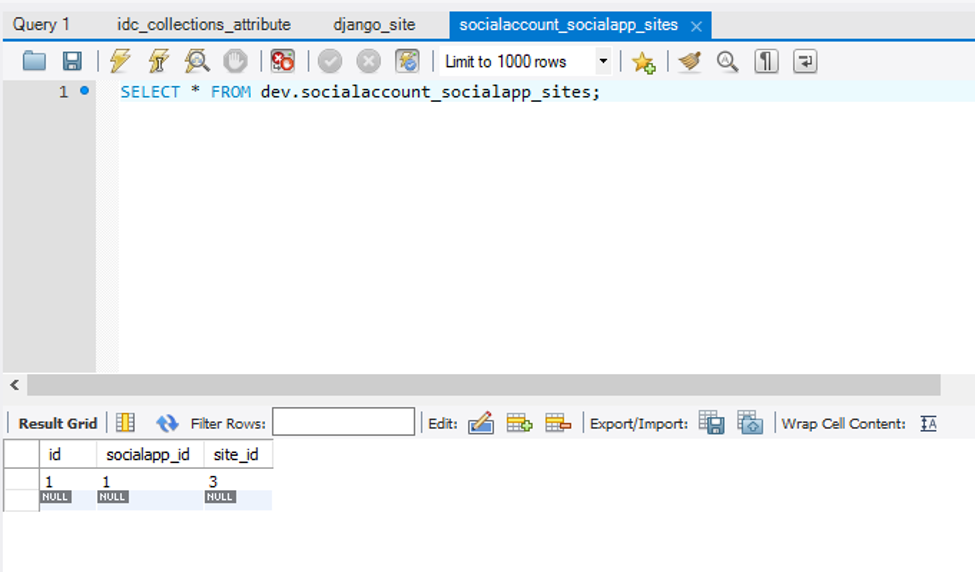 Query 1 idc_collections_attribute django_site socialaccount_socialapp_sites
Limit to 1000 rows
1 SELECT * FROM dev.socialaccount_socialapp_sites;
Result Grid Filter Rows: Edit: Export/Import: Wrap Cell Content:
id socialapp_id site_id
1 1 3
NULL NULL NULL